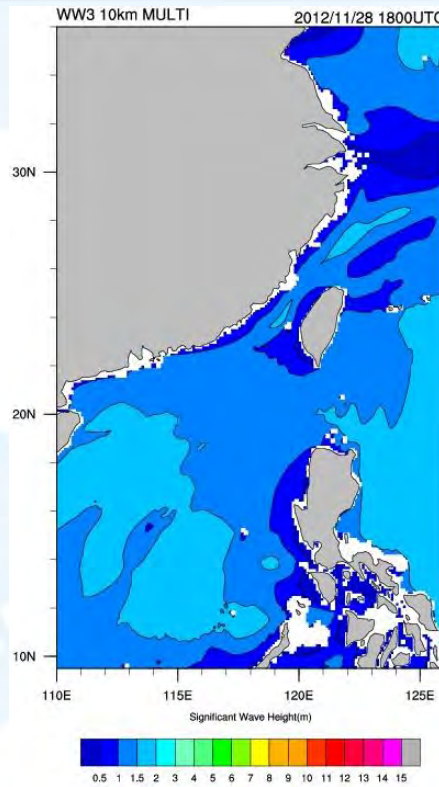 WW3 10km MULTI 2012/11/28 1800UTC
30N
20N
10N
110E 115E 120E 125E
Significant Wave Height(m)
0.5 1 1.5 2 3 4 5 6 7 8 9 10 11 12 13 14 15